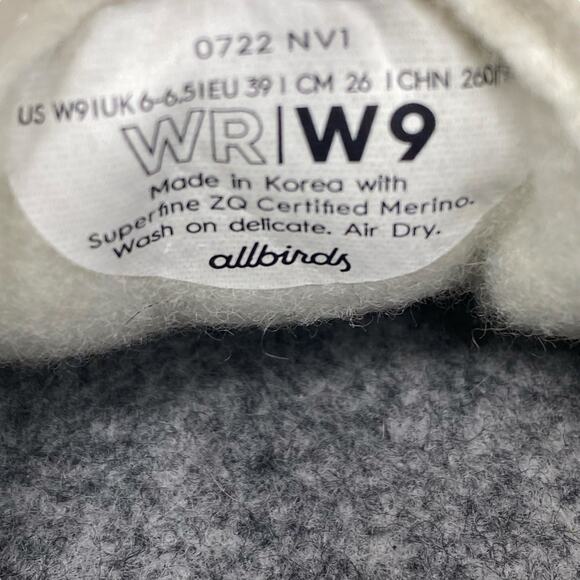 0722 NV1
US W9 | UK 6-6.5 | EU 39 | CM 26 | CHN 260
WR | W9
Made in Korea with
Superfine ZQ Certified Merino.
Wash on delicate. Air Dry.
allbirds